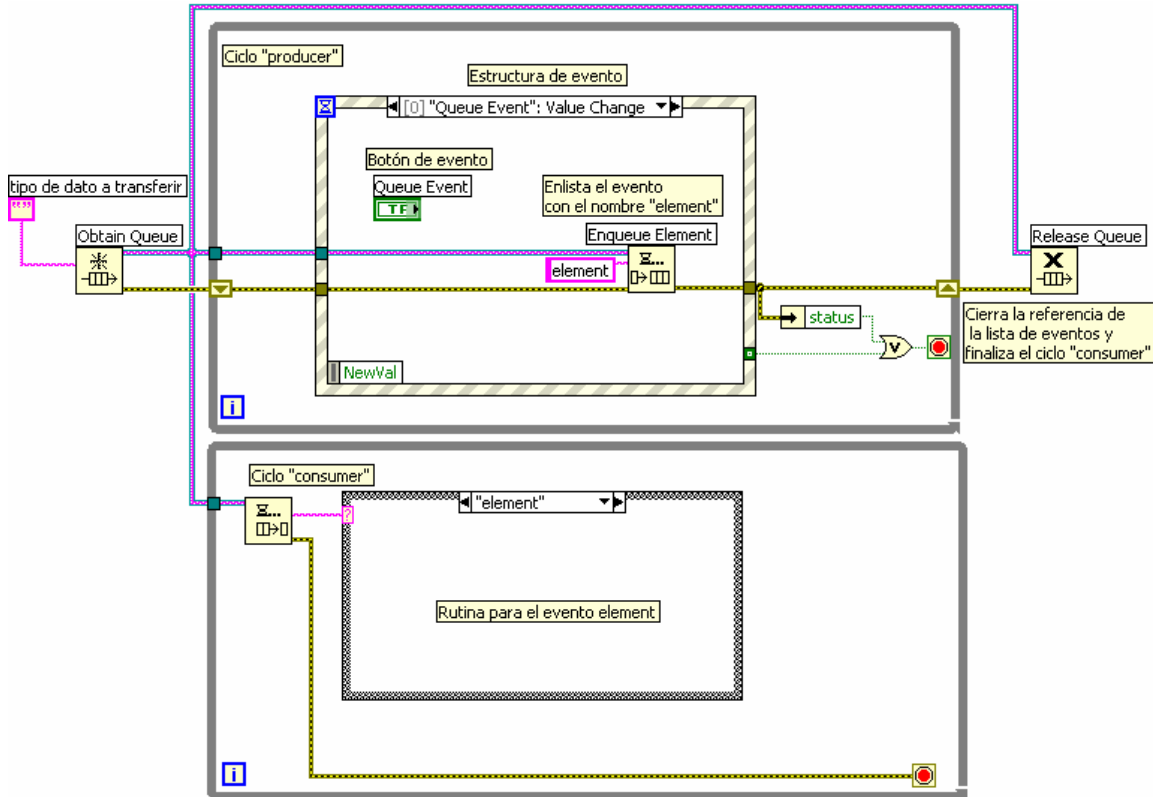 Ciclo "producer"
Estructura de evento
[0] "Queue Event": Value Change
Botón de evento
Queue Event
TF
Enlista el evento
con el nombre "element"
Enqueue Element
element
tipo de dato a transferir
Obtain Queue
Release Queue
status
Cierra la referencia de
la lista de eventos y
finaliza el ciclo "consumer"
NewVal
i
Ciclo "consumer"
"element"
?
Rutina para el evento element
i